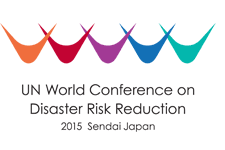 UN World Conference on
Disaster Risk Reduction
2015 Sendai Japan